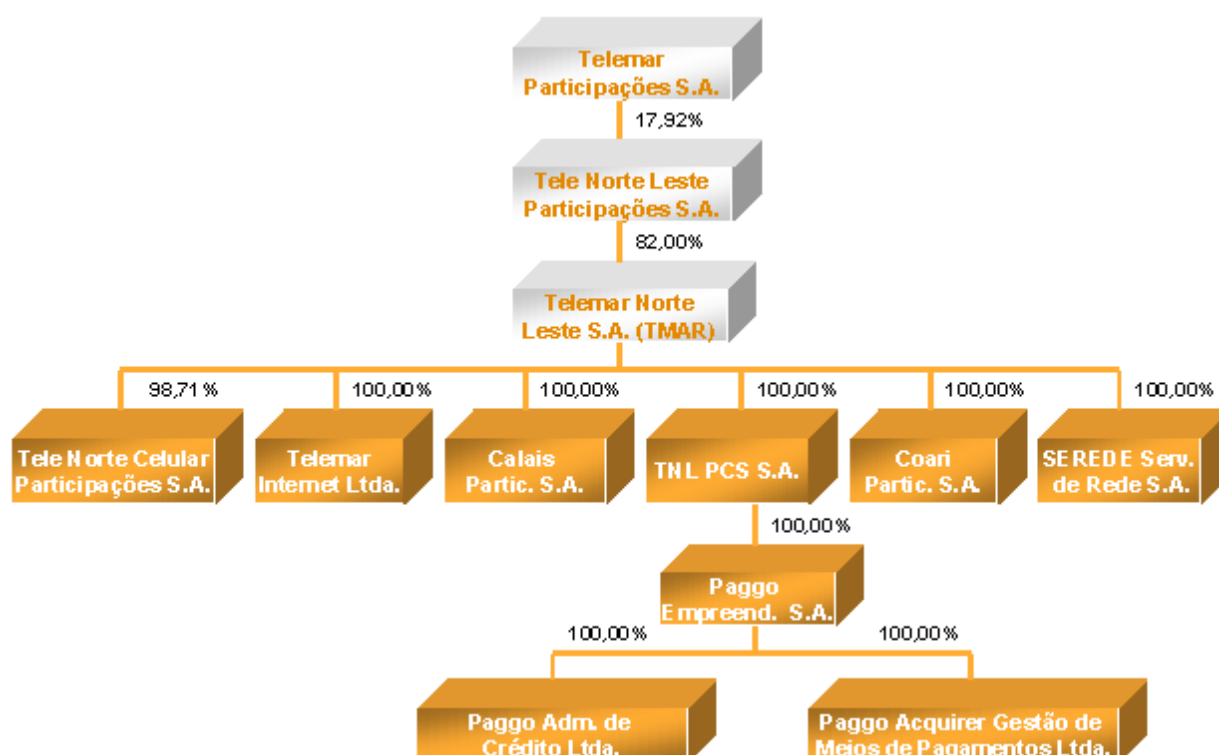 Telemar
Participações S.A.
17,92%
Tele Norte Leste
Participações S.A.
82,00%
Telemar Norte
Leste S.A. (TMAR)
98,71%
100,00%
100,00%
100,00%
100,00%
100,00%
Tele Norte Celular
Participações S.A.
Telemar
Internet Ltda.
Calais
Partic. S.A.
TNL PCS S.A.
Coari
Partic. S.A.
SEREDE Serv.
de Rede S.A.
100,00%
Paggo
Empreend. S.A.
100,00%
100,00%
Paggo Adm. de
Crédito Ltda.
Paggo Acquirer Gestão de
Meios de Pagamentos Ltda.